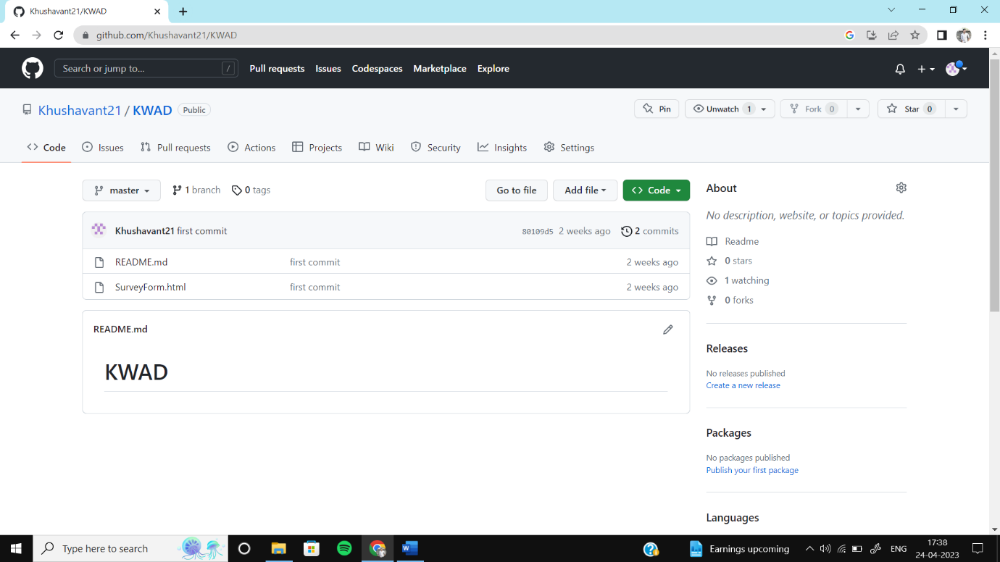 Khushavant21/KWAD
github.com/Khushavant21/KWAD
Search or jump to... /
Pull requests Issues Codespaces Marketplace Explore
Khushavant21 / KWAD Public
Pin Unwatch 1 Fork 0 Star 0
Code Issues Pull requests Actions Projects Wiki Security Insights Settings
master 1 branch 0 tags Go to file Add file Code
Khushavant21 first commit 80109d5 2 weeks ago 2 commits
README.md first commit 2 weeks ago
SurveyForm.html first commit 2 weeks ago
README.md
KWAD
About
No description, website, or topics provided.
Readme
0 stars
1 watching
0 forks
Releases
No releases published
Create a new release
Packages
No packages published
Publish your first package
Languages
Type here to search
Earnings upcoming
ENG
17:38
24-04-2023